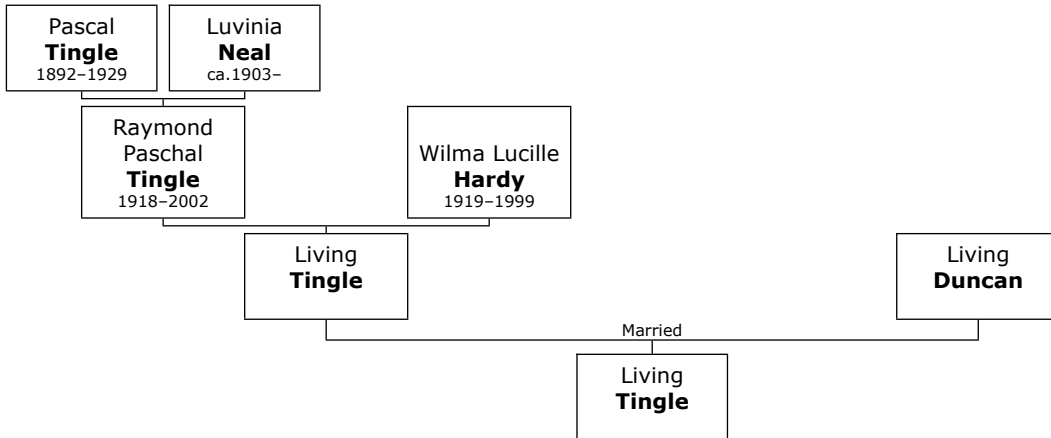 Pascal
Tingle
1892–1929
Luvinia
Neal
ca.1903–
Raymond
Paschal
Tingle
1918–2002
Wilma Lucille
Hardy
1919–1999
Living
Tingle
Living
Duncan
Married
Living
Tingle